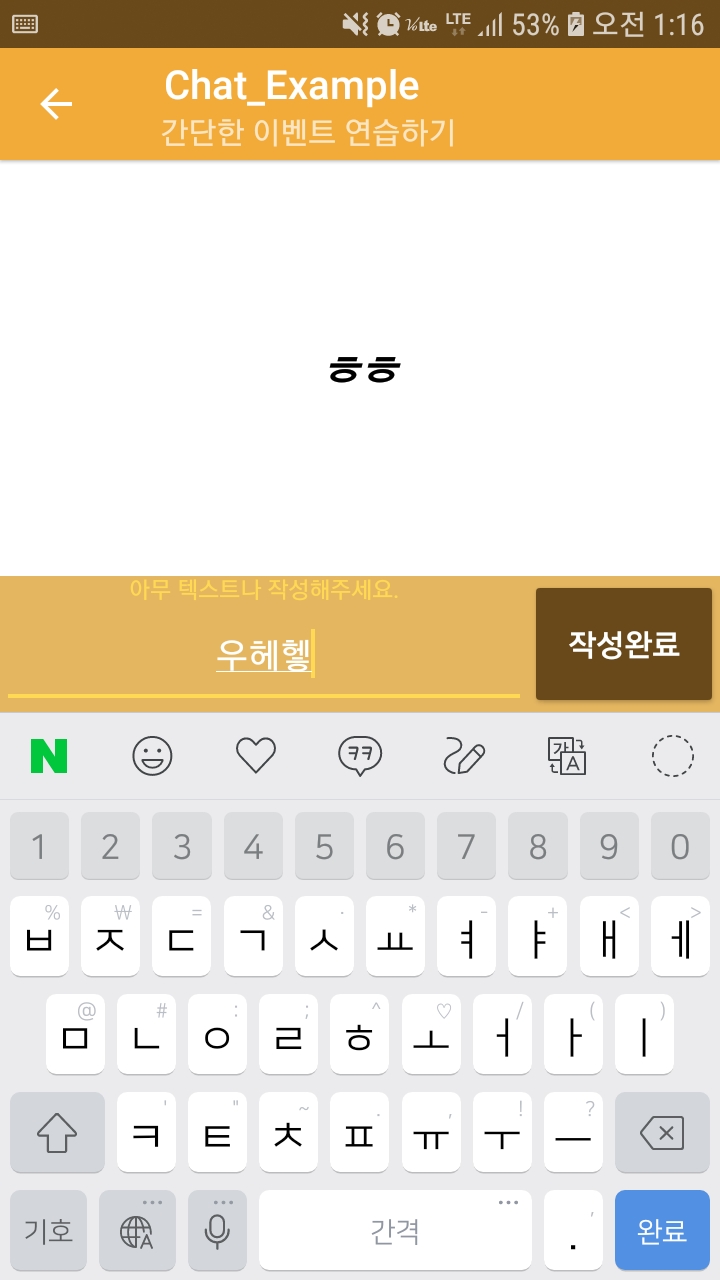 LTE 53% 오전 1:16
Chat_Example
간단한 이벤트 연습하기
ㅎㅎ
아무 텍스트나 작성해주세요.
우헤헿
작성완료
N ㅋㅋ 가 A
1 2 3 4 5 6 7 8 9 0
% ₩ = & · * - + < >
ㅂ ㅈ ㄷ ㄱ ㅅ ㅛ ㅕ ㅑ ㅐ ㅔ
@ # : ; ^ ♡ / ( )
ㅁ ㄴ ㅇ ㄹ ㅎ ㅗ ㅓ ㅏ ㅣ
' " ~ . , ! ?
ㅋ ㅌ ㅊ ㅍ ㅠ ㅜ ㅡ
기호 A 간격 . , 완료